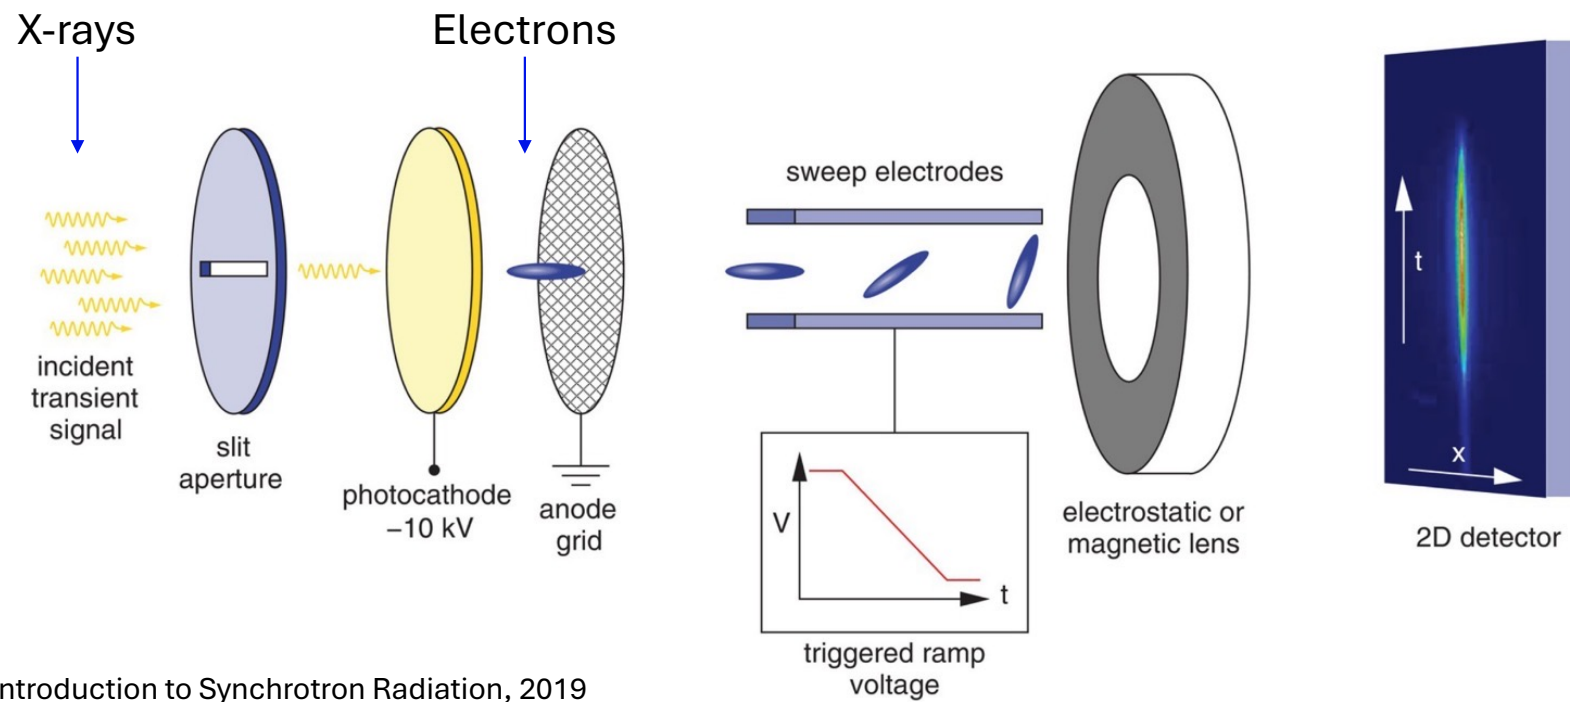 X-rays
Electrons
incident
transient
signal
slit
aperture
photocathode
–10 kV
anode
grid
sweep electrodes
V
t
triggered ramp
voltage
electrostatic or
magnetic lens
t
x
2D detector
ntroduction to Synchrotron Radiation, 2019